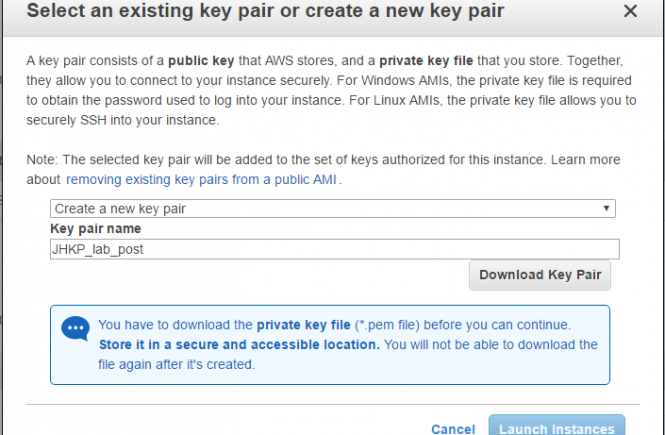 Select an existing key pair or create a new key pair
A key pair consists of a public key that AWS stores, and a private key file that you store. Together,
they allow you to connect to your instance securely. For Windows AMIs, the private key file is required
to obtain the password used to log into your instance. For Linux AMIs, the private key file allows you to
securely SSH into your instance.
Note: The selected key pair will be added to the set of keys authorized for this instance. Learn more
about removing existing key pairs from a public AMI.
Create a new key pair
Key pair name
JHKP_lab_post
Download Key Pair
You have to download the private key file (*.pem file) before you can continue.
Store it in a secure and accessible location. You will not be able to download the
file again after it's created.
Cancel Launch Instances